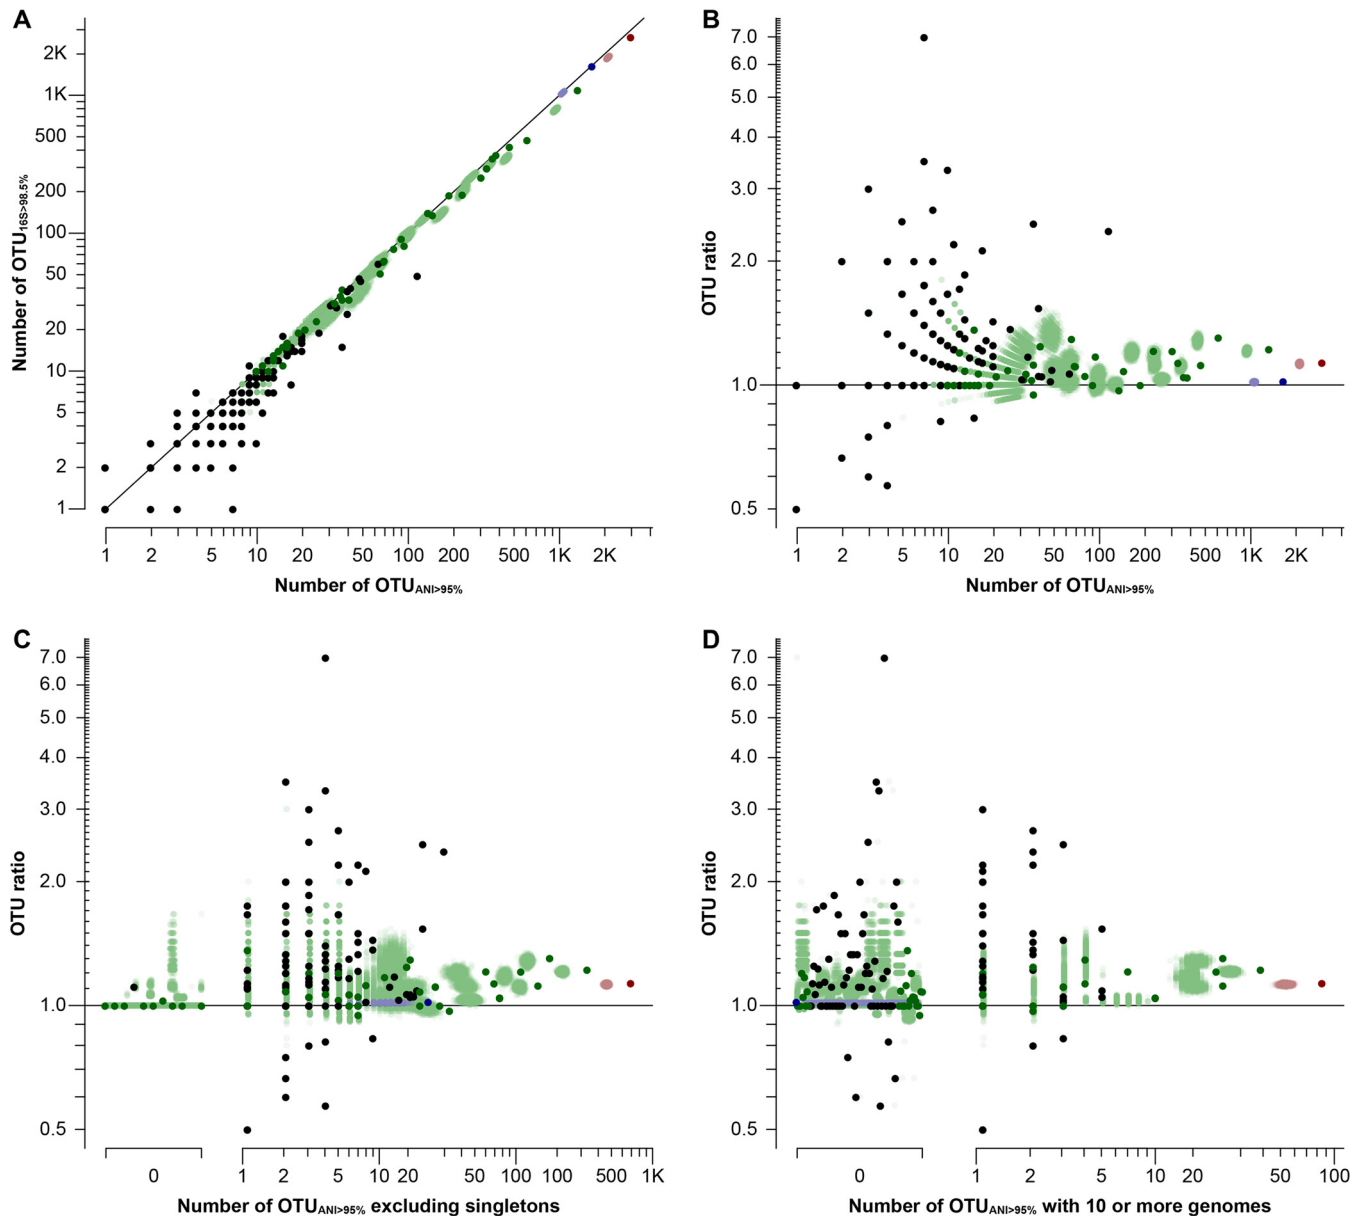 A
2K
1K
500
200
100
50
20
10
5
2
1
Number of OTU16S>98.5%
1 2 5 10 20 50 100 200 500 1K 2K
Number of OTUANI>95%
B
7.0
6.0
5.0
4.0
3.0
2.0
1.0
0.5
OTU ratio
1 2 5 10 20 50 100 200 500 1K 2K
Number of OTUANI>95%
C
7.0
6.0
5.0
4.0
3.0
2.0
1.0
0.5
OTU ratio
0 1 2 5 10 20 50 100 200 500 1K
Number of OTUANI>95% excluding singletons
D
7.0
6.0
5.0
4.0
3.0
2.0
1.0
0.5
OTU ratio
0 1 2 5 10 20 50 100
Number of OTUANI>95% with 10 or more genomes